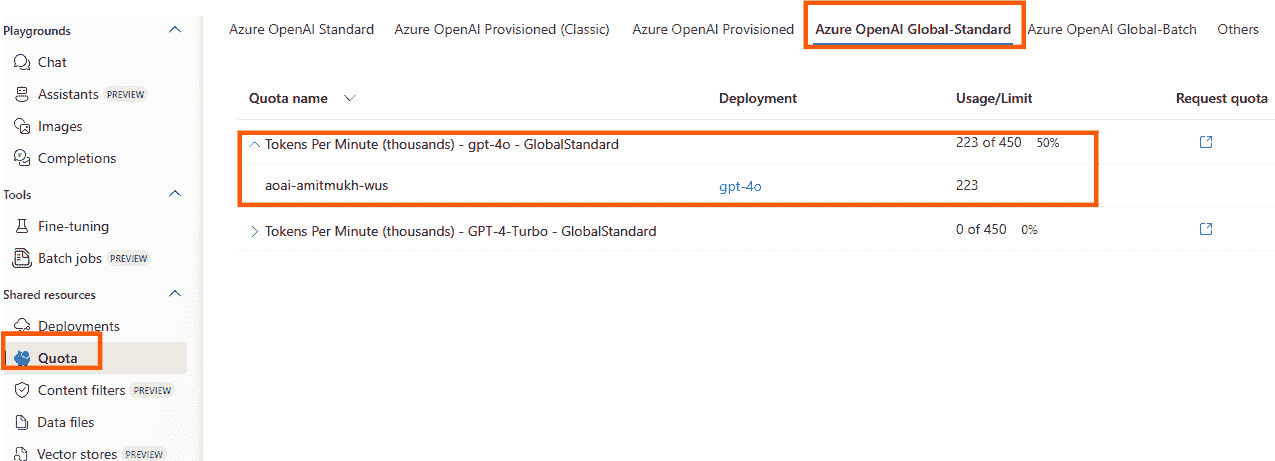 Playgrounds
Chat
Assistants PREVIEW
Images
Completions
Tools
Fine-tuning
Batch jobs PREVIEW
Shared resources
Deployments
Quota
Content filters PREVIEW
Data files
Vector stores PREVIEW
Azure OpenAI Standard Azure OpenAI Provisioned (Classic) Azure OpenAI Provisioned Azure OpenAI Global-Standard Azure OpenAI Global-Batch Others
Quota name Deployment Usage/Limit Request quota
Tokens Per Minute (thousands) - gpt-4o - GlobalStandard 223 of 450 50%
aoai-amitmukh-wus gpt-4o 223
Tokens Per Minute (thousands) - GPT-4-Turbo - GlobalStandard 0 of 450 0%